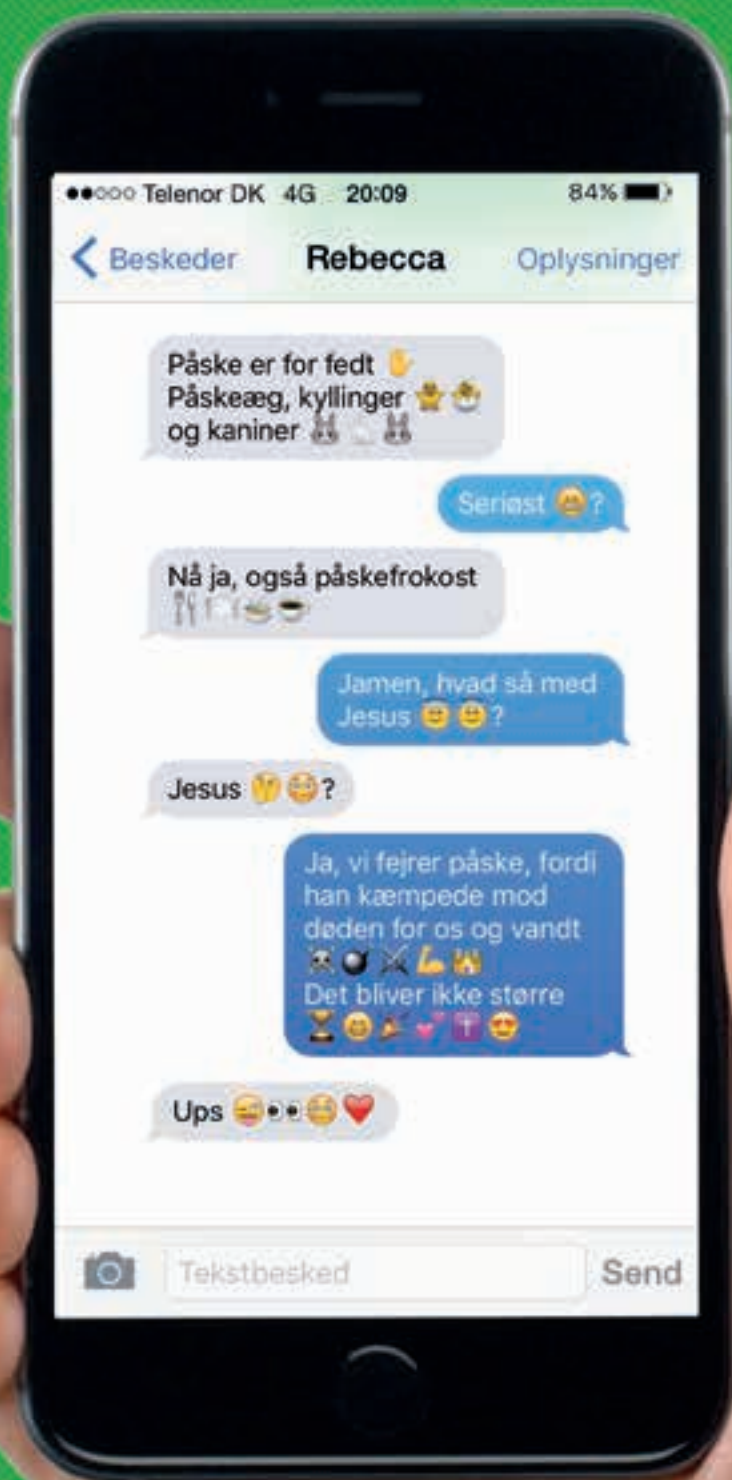 ●●○○○ Telenor DK 4G 20:09 84%
Beskeder Rebecca Oplysninger
Påske er for fedt ✋
Påskeæg, kyllinger 🐥 🐣
og kaniner 🐰 🐇 🐰
Seriøst 😬?
Nå ja, også påskefrokost
🍴 🍽 🍜 ☕
Jamen, hvad så med
Jesus 😇 😇?
Jesus 🤔 😳?
Ja, vi fejrer påske, fordi
han kæmpede mod
døden for os og vandt
☠ 💣 ⚔ 💪 👑
Det bliver ikke større
🏆 😄 🎉 💕 ✝ 😍
Ups 😜 👀 😂 ❤
Tekstbesked Send